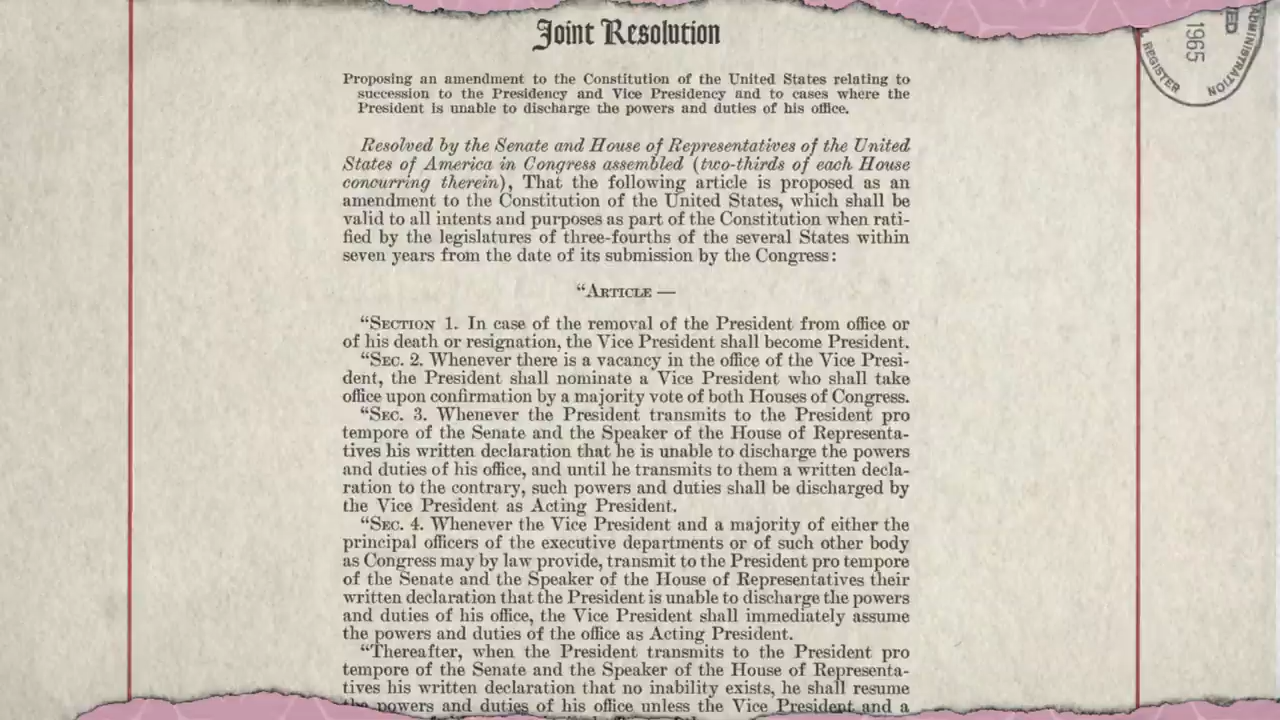 Joint Resolution
Proposing an amendment to the Constitution of the United States relating to
succession to the Presidency and Vice Presidency and to cases where the
President is unable to discharge the powers and duties of his office.
Resolved by the Senate and House of Representatives of the United
States of America in Congress assembled (two-thirds of each House
concurring therein), That the following article is proposed as an
amendment to the Constitution of the United States, which shall be
valid to all intents and purposes as part of the Constitution when rati-
fied by the legislatures of three-fourths of the several States within
seven years from the date of its submission by the Congress:
“ARTICLE —
“SECTION 1. In case of the removal of the President from office or
of his death or resignation, the Vice President shall become President.
“SEC. 2. Whenever there is a vacancy in the office of the Vice Presi-
dent, the President shall nominate a Vice President who shall take
office upon confirmation by a majority vote of both Houses of Congress.
“SEC. 3. Whenever the President transmits to the President pro
tempore of the Senate and the Speaker of the House of Representa-
tives his written declaration that he is unable to discharge the powers
and duties of his office, and until he transmits to them a written decla-
ration to the contrary, such powers and duties shall be discharged by
the Vice President as Acting President.
“SEC. 4. Whenever the Vice President and a majority of either the
principal officers of the executive departments or of such other body
as Congress may by law provide, transmit to the President pro tempore
of the Senate and the Speaker of the House of Representatives their
written declaration that the President is unable to discharge the powers
and duties of his office, the Vice President shall immediately assume
the powers and duties of the office as Acting President.
“Thereafter, when the President transmits to the President pro
tempore of the Senate and the Speaker of the House of Representa-
tives his written declaration that no inability exists, he shall resume
the powers and duties of his office unless the Vice President and a
1965
REGISTER
ADMINISTRATION